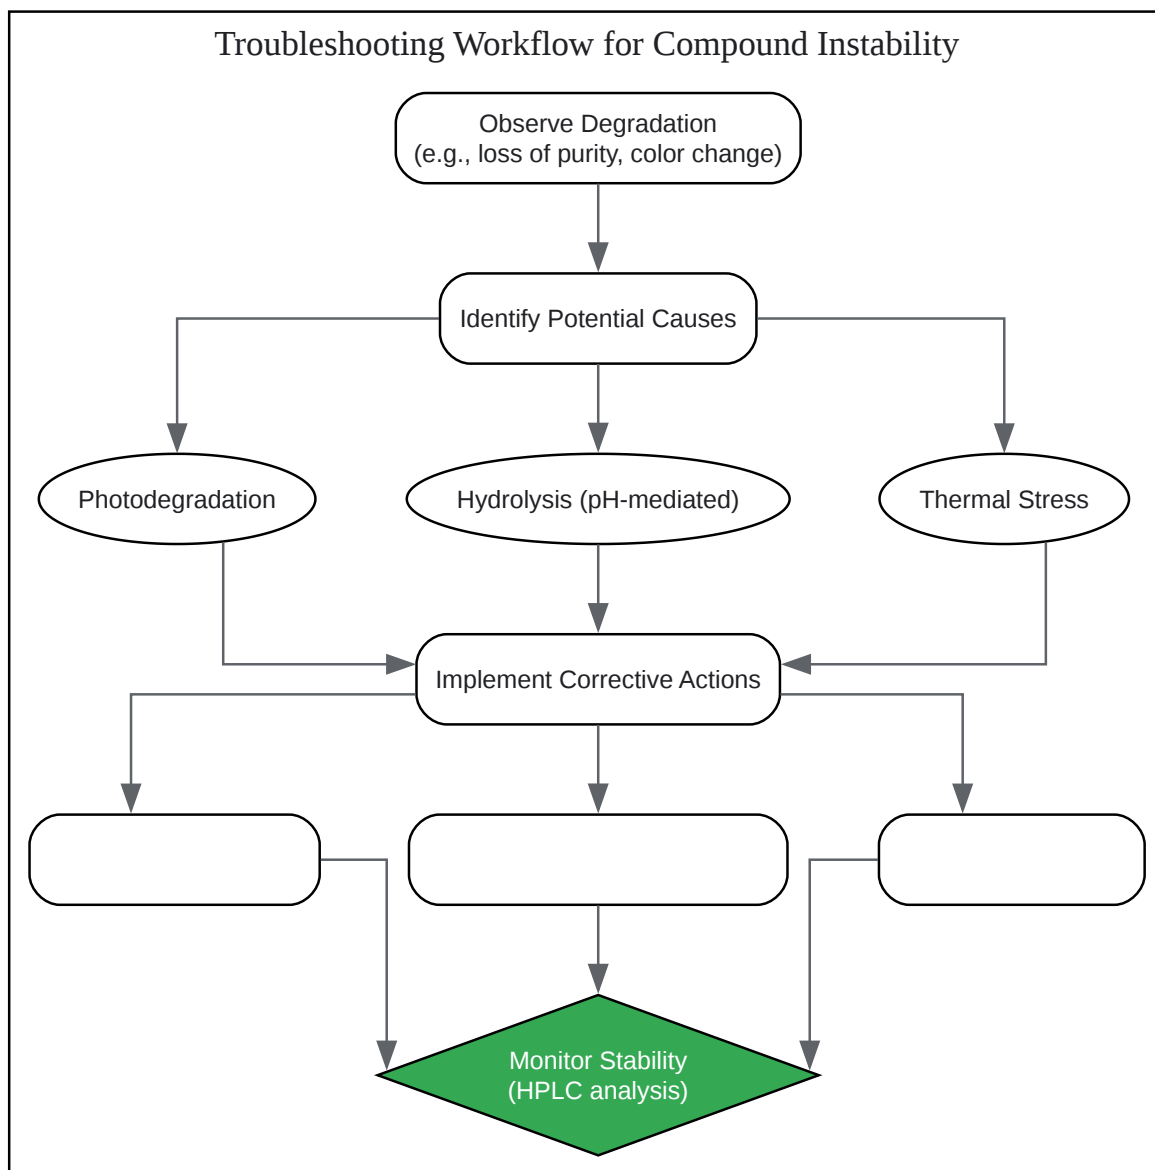 Troubleshooting Workflow for Compound Instability
Observe Degradation
(e.g., loss of purity, color change)
Identify Potential Causes
Photodegradation
Hydrolysis (pH-mediated)
Thermal Stress
Implement Corrective Actions
Monitor Stability
(HPLC analysis)